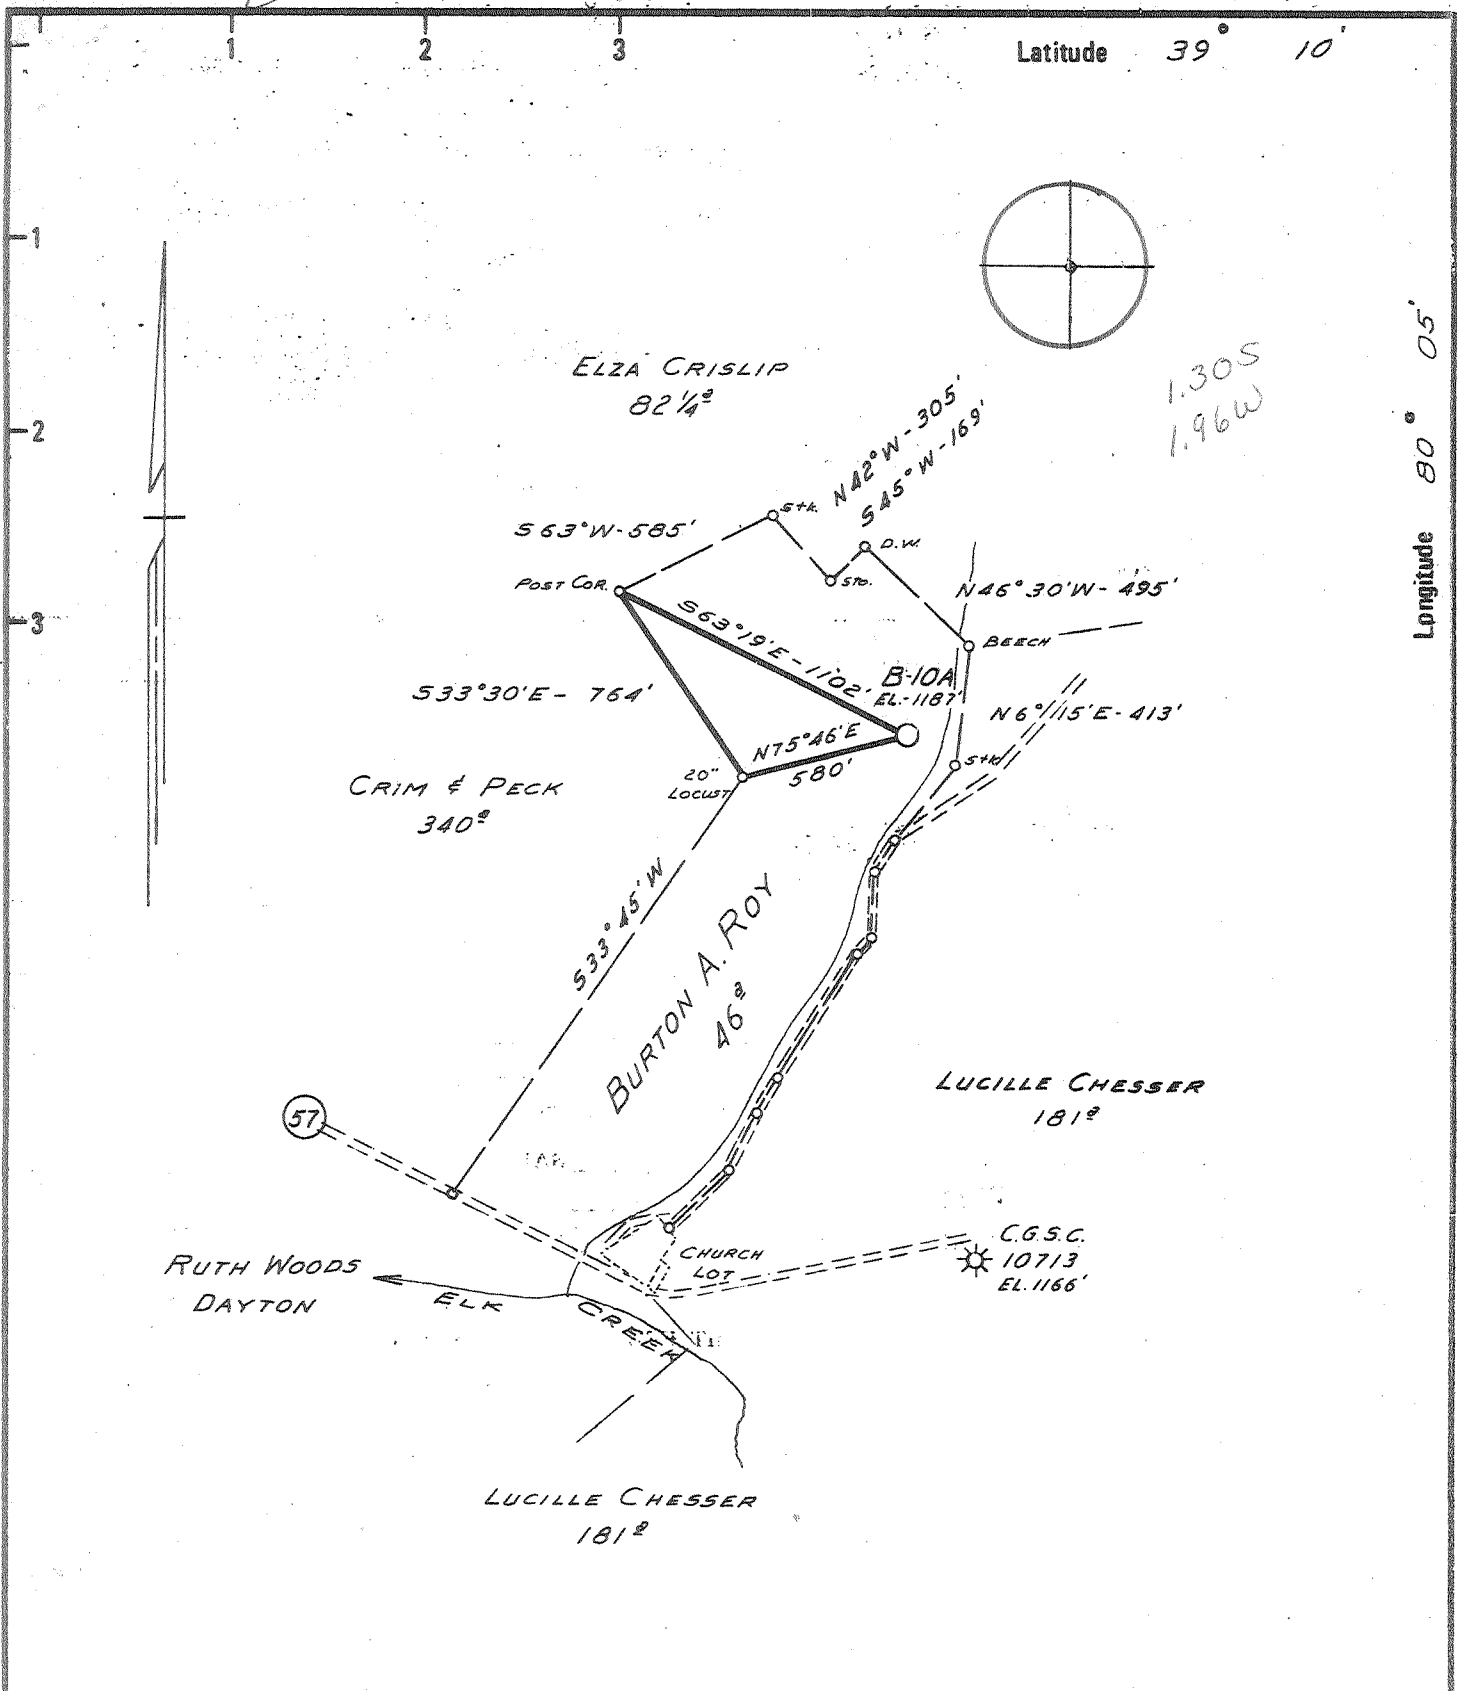 1 2 3 Latitude 39° 10'
1
2
3
Longitude 80° 05'
1.30S
1.96W
ELZA CRISLIP
82 1/4 a
N42°W-305'
S45°W-169'
S63°W-585'
Stk.
D.W.
Sto.
POST COR.
N46°30'W-495'
BEECH
S63°19'E-1102'
B-10A
EL.-1187'
S33°30'E- 764'
N6°15'E-413'
N75°46'E
580'
Stk
20"
LOCUST
CRIM & PECK
340 a
S33°45'W
BURTON A. ROY
46 a
LUCILLE CHESSER
181 a
57
C.G.S.C.
10713
EL. 1166'
CHURCH
LOT
RUTH WOODS
DAYTON
ELK CREEK
LUCILLE CHESSER
181 a